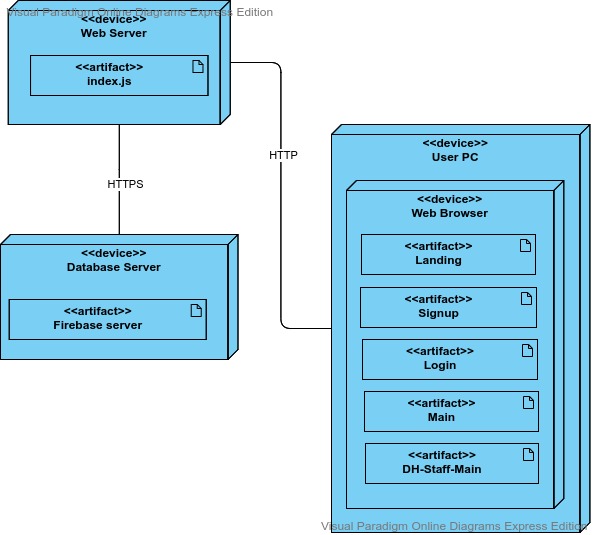 Visual Paradigm Online Diagrams Express Edition
<<device>>
Web Server
<<artifact>>
index.js
HTTPS
HTTP
<<device>>
Database Server
<<artifact>>
Firebase server
<<device>>
User PC
<<device>>
Web Browser
<<artifact>>
Landing
<<artifact>>
Signup
<<artifact>>
Login
<<artifact>>
Main
<<artifact>>
DH-Staff-Main
Visual Paradigm Online Diagrams Express Edition